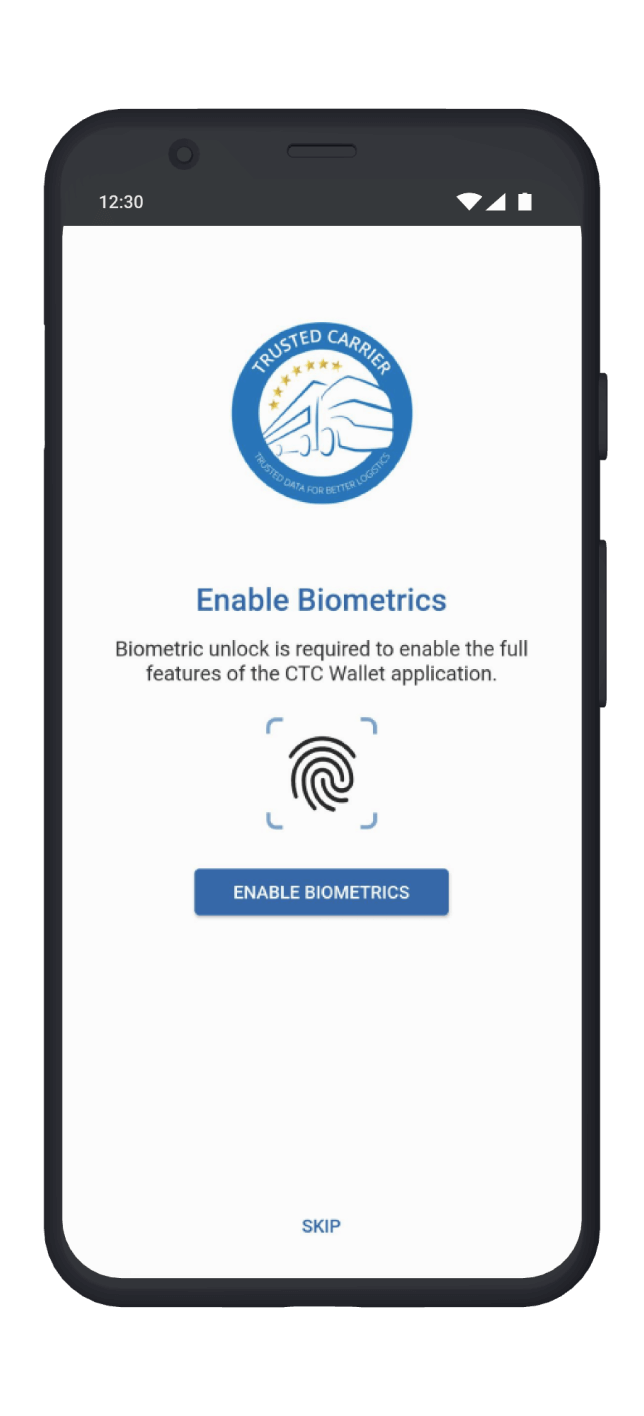 12:30
TRUSTED CARRIER
TRUSTED DATA FOR BETTER LOGISTICS
Enable Biometrics
Biometric unlock is required to enable the full
features of the CTC Wallet application.
ENABLE BIOMETRICS
SKIP